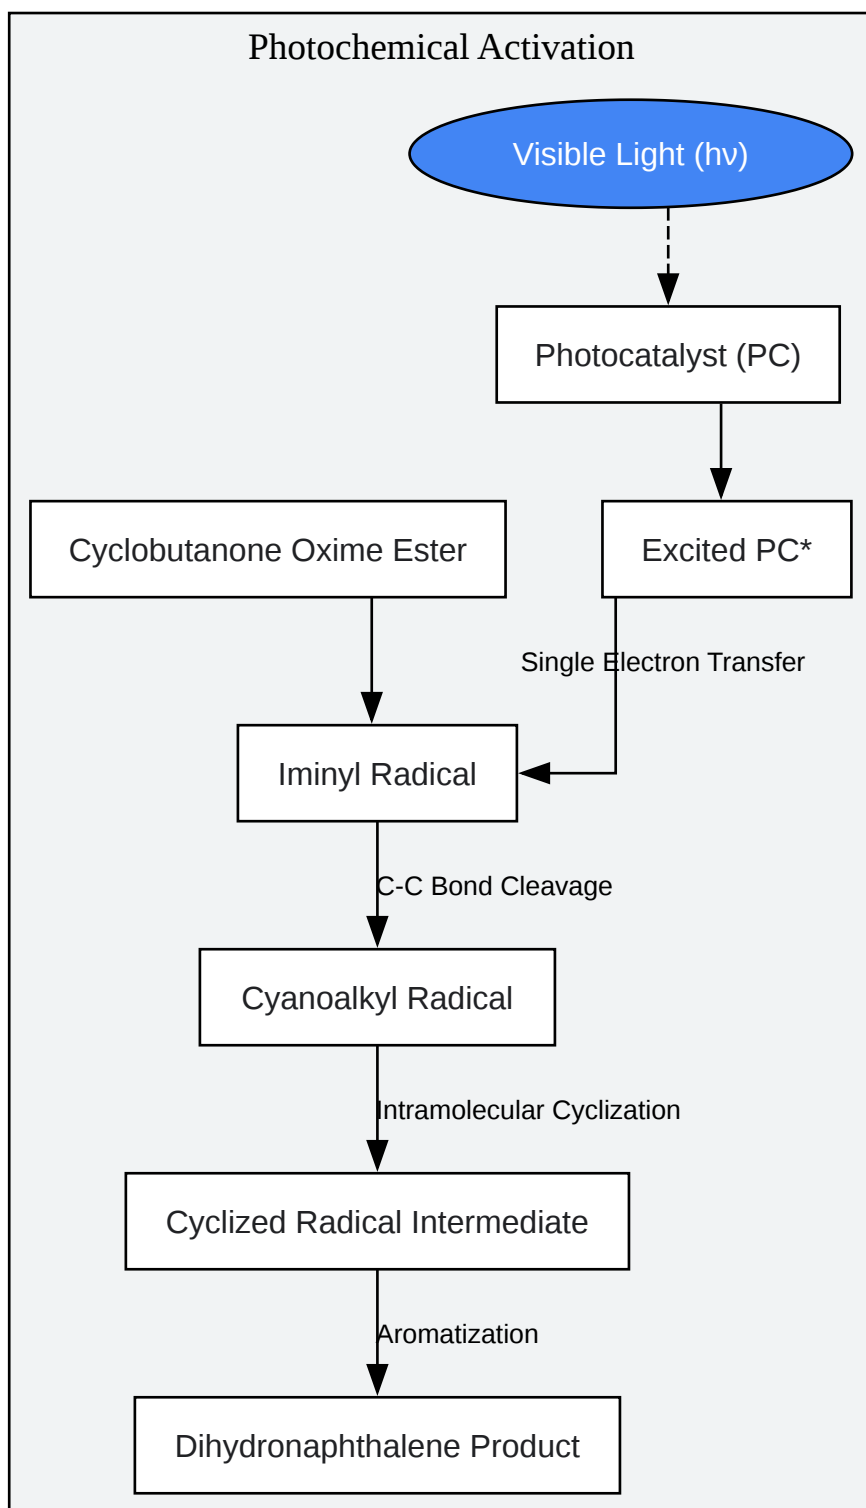 Photochemical Activation
Visible Light (hν)
Photocatalyst (PC)
Cyclobutanone Oxime Ester
Excited PC*
Single Electron Transfer
Iminyl Radical
C-C Bond Cleavage
Cyanoalkyl Radical
Intramolecular Cyclization
Cyclized Radical Intermediate
Aromatization
Dihydronaphthalene Product